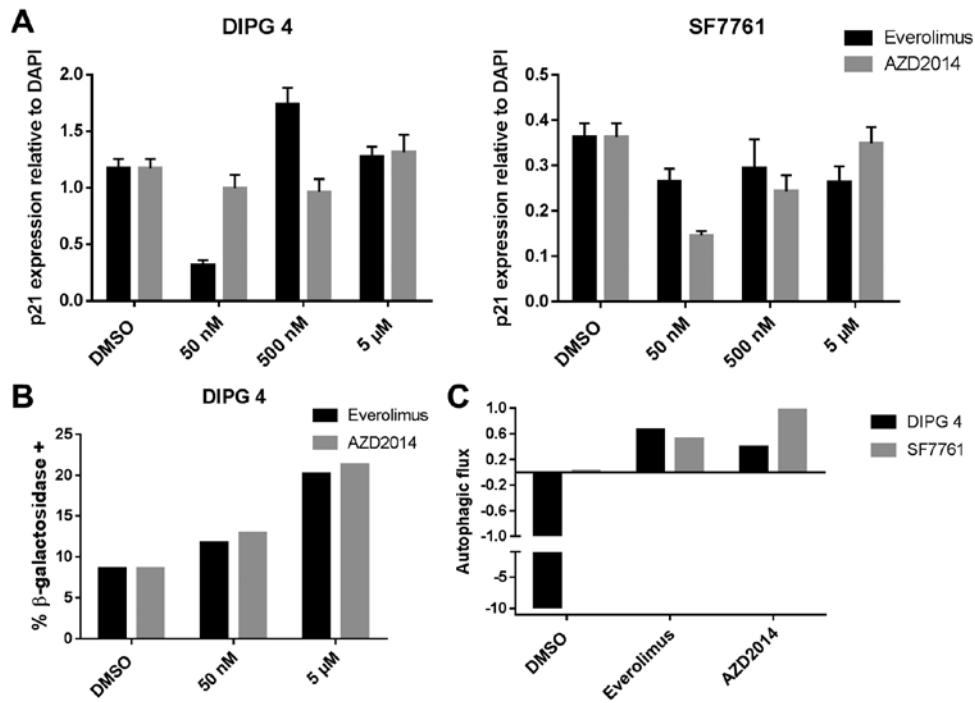 A
DIPG 4
SF7761
Everolimus
AZD2014
p21 expression relative to DAPI
2.0
1.5
1.0
0.5
0.0
DMSO
50 nM
500 nM
5 µM
p21 expression relative to DAPI
0.5
0.4
0.3
0.2
0.1
0.0
DMSO
50 nM
500 nM
5 µM
B
DIPG 4
Everolimus
AZD2014
% β-galactosidase +
25
20
15
10
5
0
DMSO
50 nM
5 µM
C
DIPG 4
SF7761
Autophagic flux
1.0
0.6
0.2
-0.2
-0.6
-1.0
-5
-10
DMSO
Everolimus
AZD2014